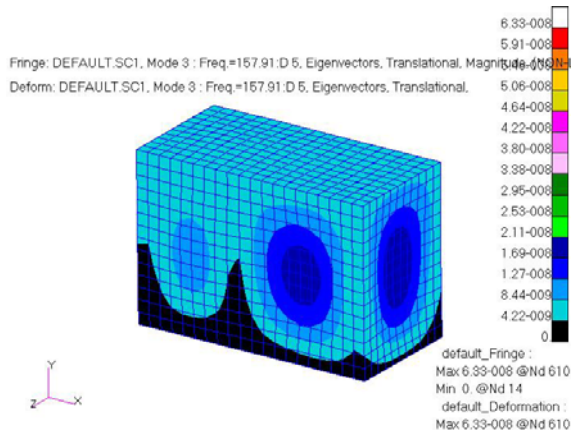 6.33-008
5.91-008
Fringe: DEFAULT.SC1, Mode 3 : Freq.=157.91:D 5, Eigenvectors, Translational, Magnitude,
Deform: DEFAULT.SC1, Mode 3 : Freq.=157.91:D 5, Eigenvectors, Translational,
5.06-008
4.64-008
4.22-008
3.80-008
3.38-008
2.95-008
2.53-008
2.11-008
1.69-008
1.27-008
8.44-009
4.22-009
0
default_Fringe :
Max 6.33-008 @Nd 610
Min 0. @Nd 14
default_Deformation :
Max 6.33-008 @Nd 610
Y
Z
X